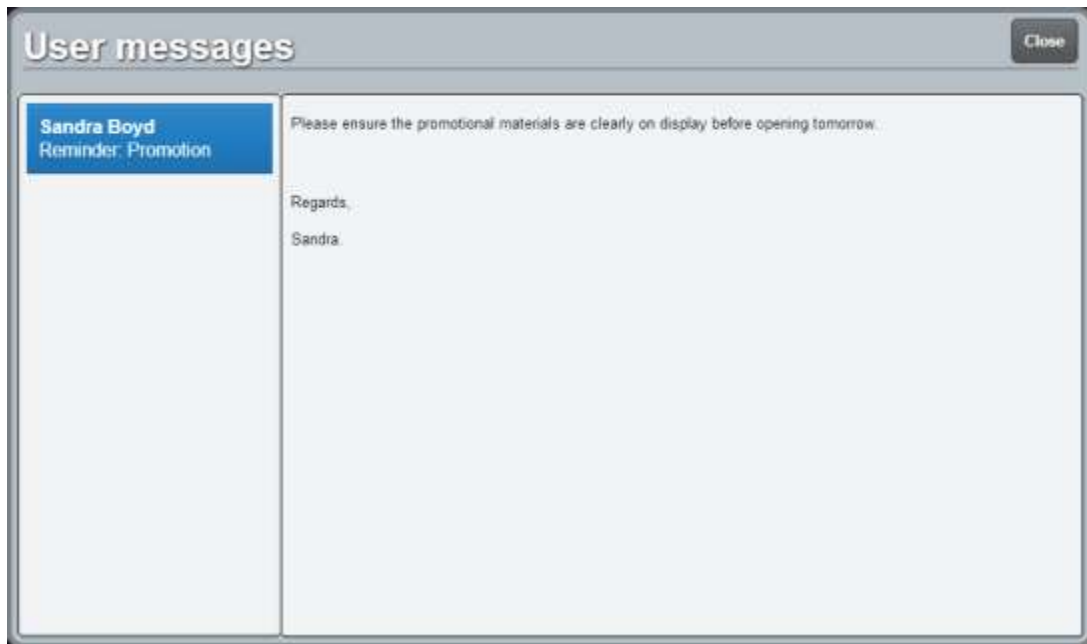 User messages
Close
Sandra Boyd
Reminder: Promotion
Please ensure the promotional materials are clearly on display before opening tomorrow.
Regards,
Sandra.